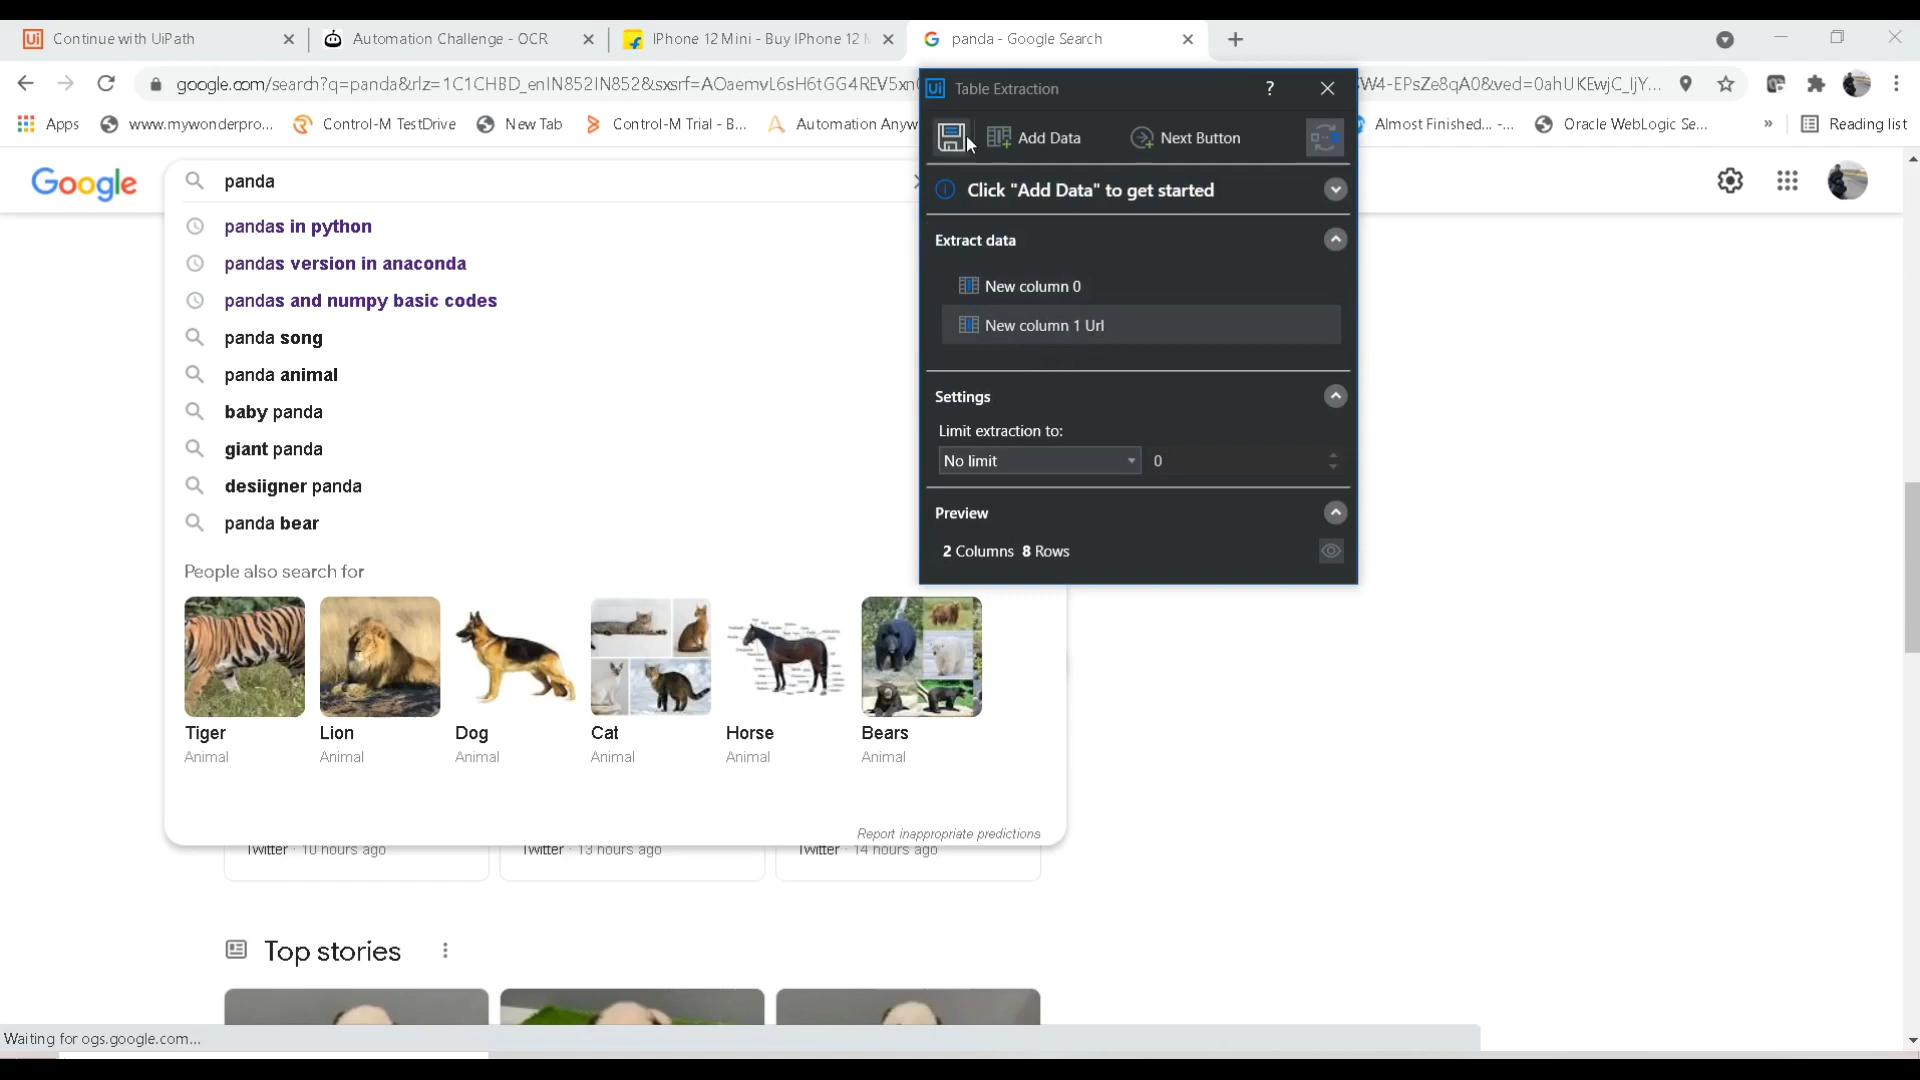 Continue with UiPath
Automation Challenge - OCR
IPhone 12 Mini - Buy IPhone 12 M
panda - Google Search
google.com/search?q=panda&rlz=1C1CHBD_enIN852IN852&sxsrf=AOaemvL6sH6tGG4REV5xn
W4-EPsZe8qA0&ved=0ahUKEwjC_IjY...
Apps
www.mywonderpro...
Control-M TestDrive
New Tab
Control-M Trial - B...
Automation Anyw
Almost Finished... -...
Oracle WebLogic Se...
»
Reading list
Ui Table Extraction
?
Add Data
Next Button
Click "Add Data" to get started
Extract data
New column 0
New column 1 Url
Settings
Limit extraction to:
No limit
0
Preview
2 Columns 8 Rows
Google
panda
pandas in python
pandas version in anaconda
pandas and numpy basic codes
panda song
panda animal
baby panda
giant panda
desiigner panda
panda bear
People also search for
Tiger
Animal
Lion
Animal
Dog
Animal
Cat
Animal
Horse
Animal
Bears
Animal
Report inappropriate predictions
Twitter · 10 hours ago
Twitter · 13 hours ago
Twitter · 14 hours ago
Top stories
Waiting for ogs.google.com...